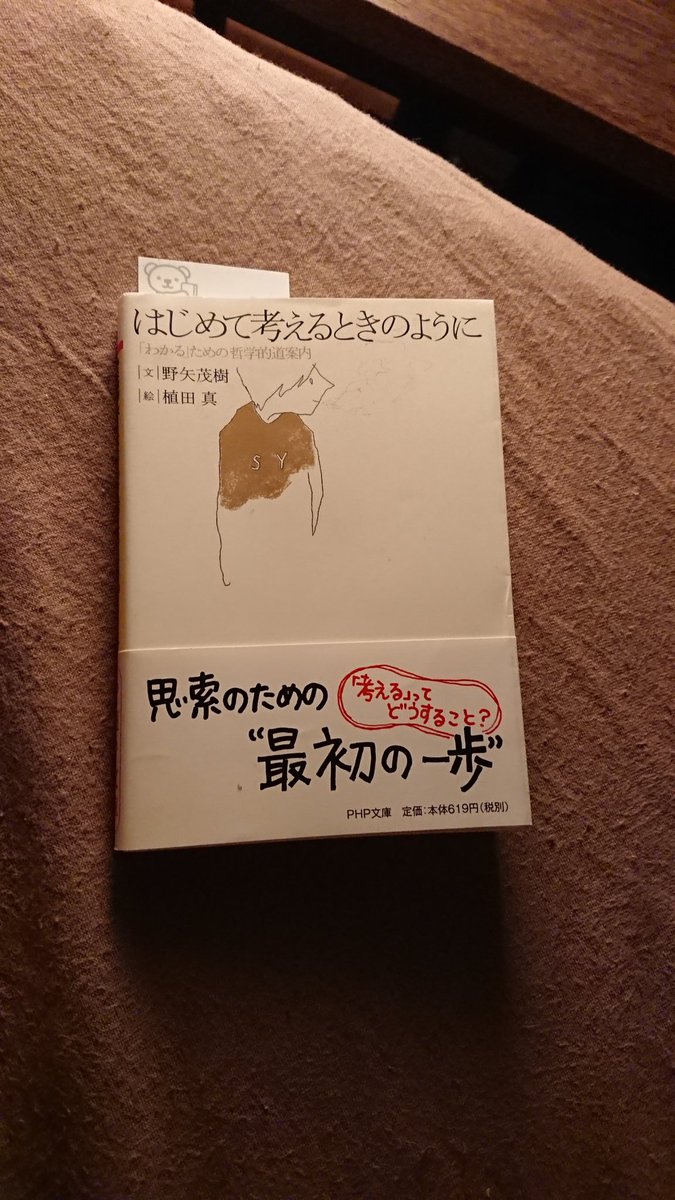 はじめて考えるときのように
「わかる」ための哲学的道案内
|文|野矢茂樹
|絵|植田 真
S Y
思索のための
「考える」って
どうすること?
“最初の一歩”
PHP文庫 定価:本体619円(税別)